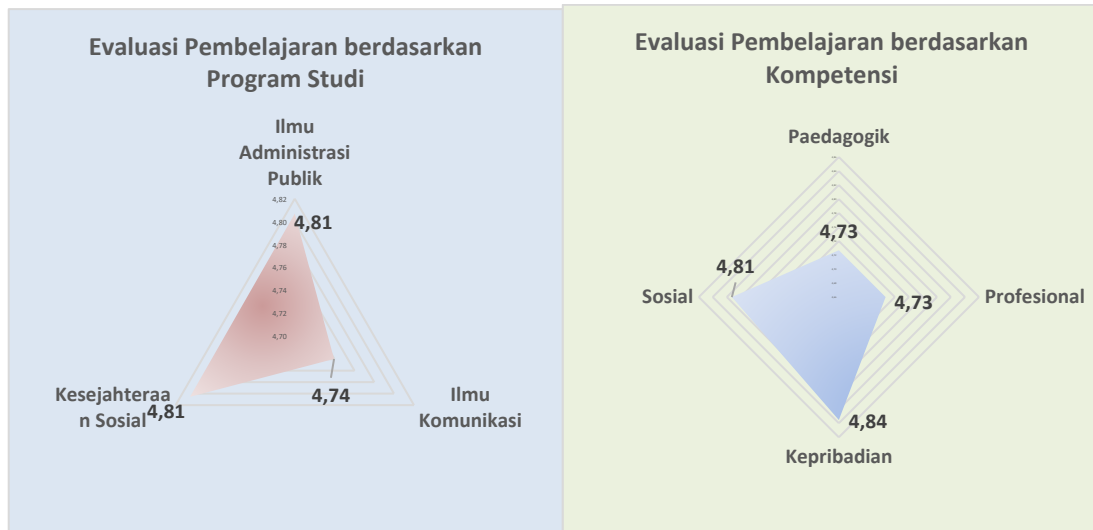 Evaluasi Pembelajaran berdasarkan
Program Studi
Ilmu
Administrasi
Publik
4,82
4,81
4,80
4,78
4,76
4,74
4,72
4,70
4,74
Kesejahteraa
n Sosial
4,81
Ilmu
Komunikasi
Evaluasi Pembelajaran berdasarkan
Kompetensi
Paedagogik
4,73
4,81
Sosial
Profesional
4,73
4,84
Kepribadian